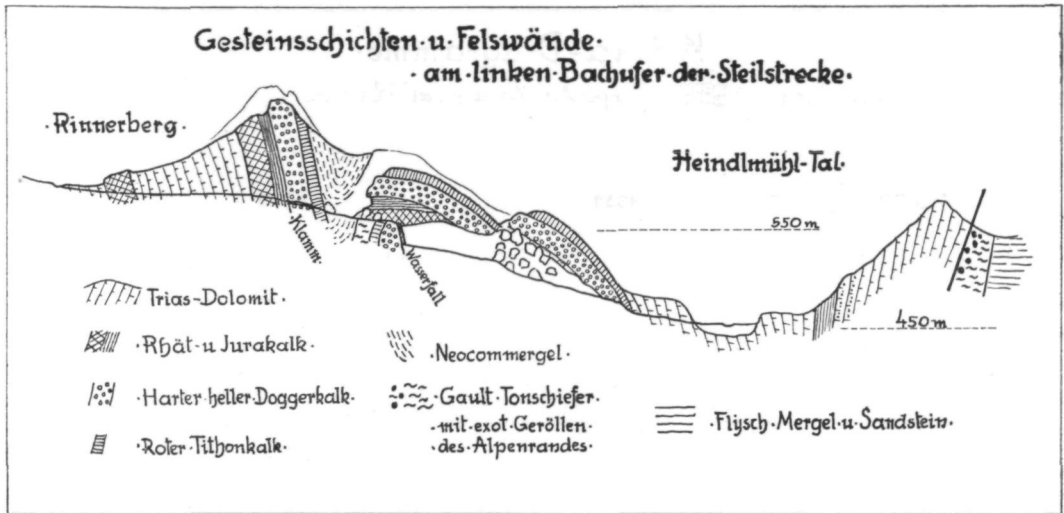 Gesteinsschichten·u·Felswände·
·am·linken·Bachufer·der·Steilstrecke·
·Rinnerberg·
Heindlmühl-Tal·
550 m
Klamm·
Wasserfall
450 m
Trias-Dolomit·
Rhät·u·Jurakalk·
·Harter·heller·Doggerkalk·
·Roter·Tithonkalk·
·Neocommergel·
·Gault·Tonschiefer·
·mit·exot·Geröllen·
·des·Alpenrandes·
·Flÿsch·Mergel·u·Sandstein·